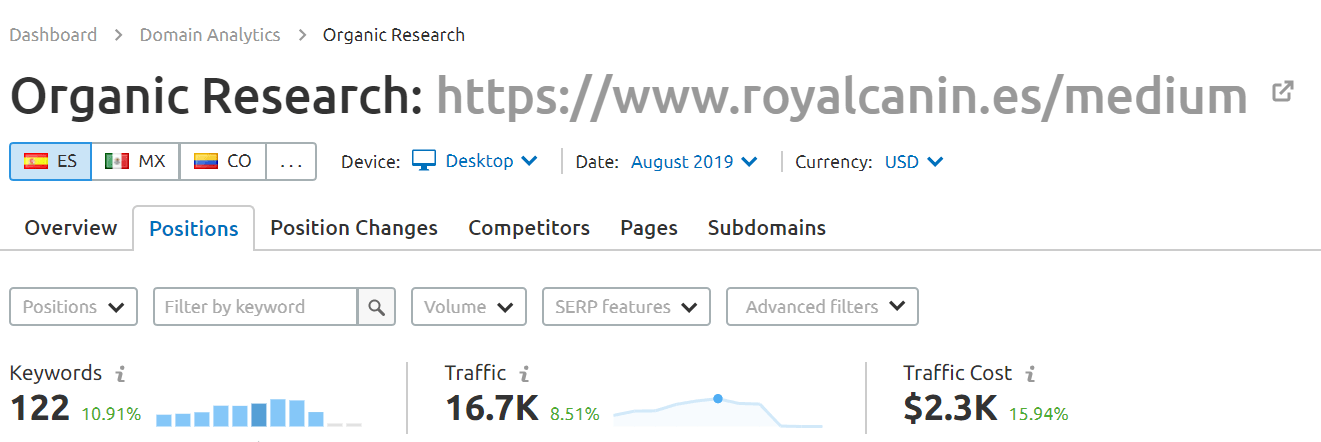 Dashboard > Domain Analytics > Organic Research
Organic Research: https://www.royalcanin.es/medium
ES MX CO ... Device: Desktop Date: August 2019 Currency: USD
Overview Positions Position Changes Competitors Pages Subdomains
Positions Filter by keyword Volume SERP features Advanced filters
Keywords i Traffic i Traffic Cost i
122 10.91% 16.7K 8.51% $2.3K 15.94%